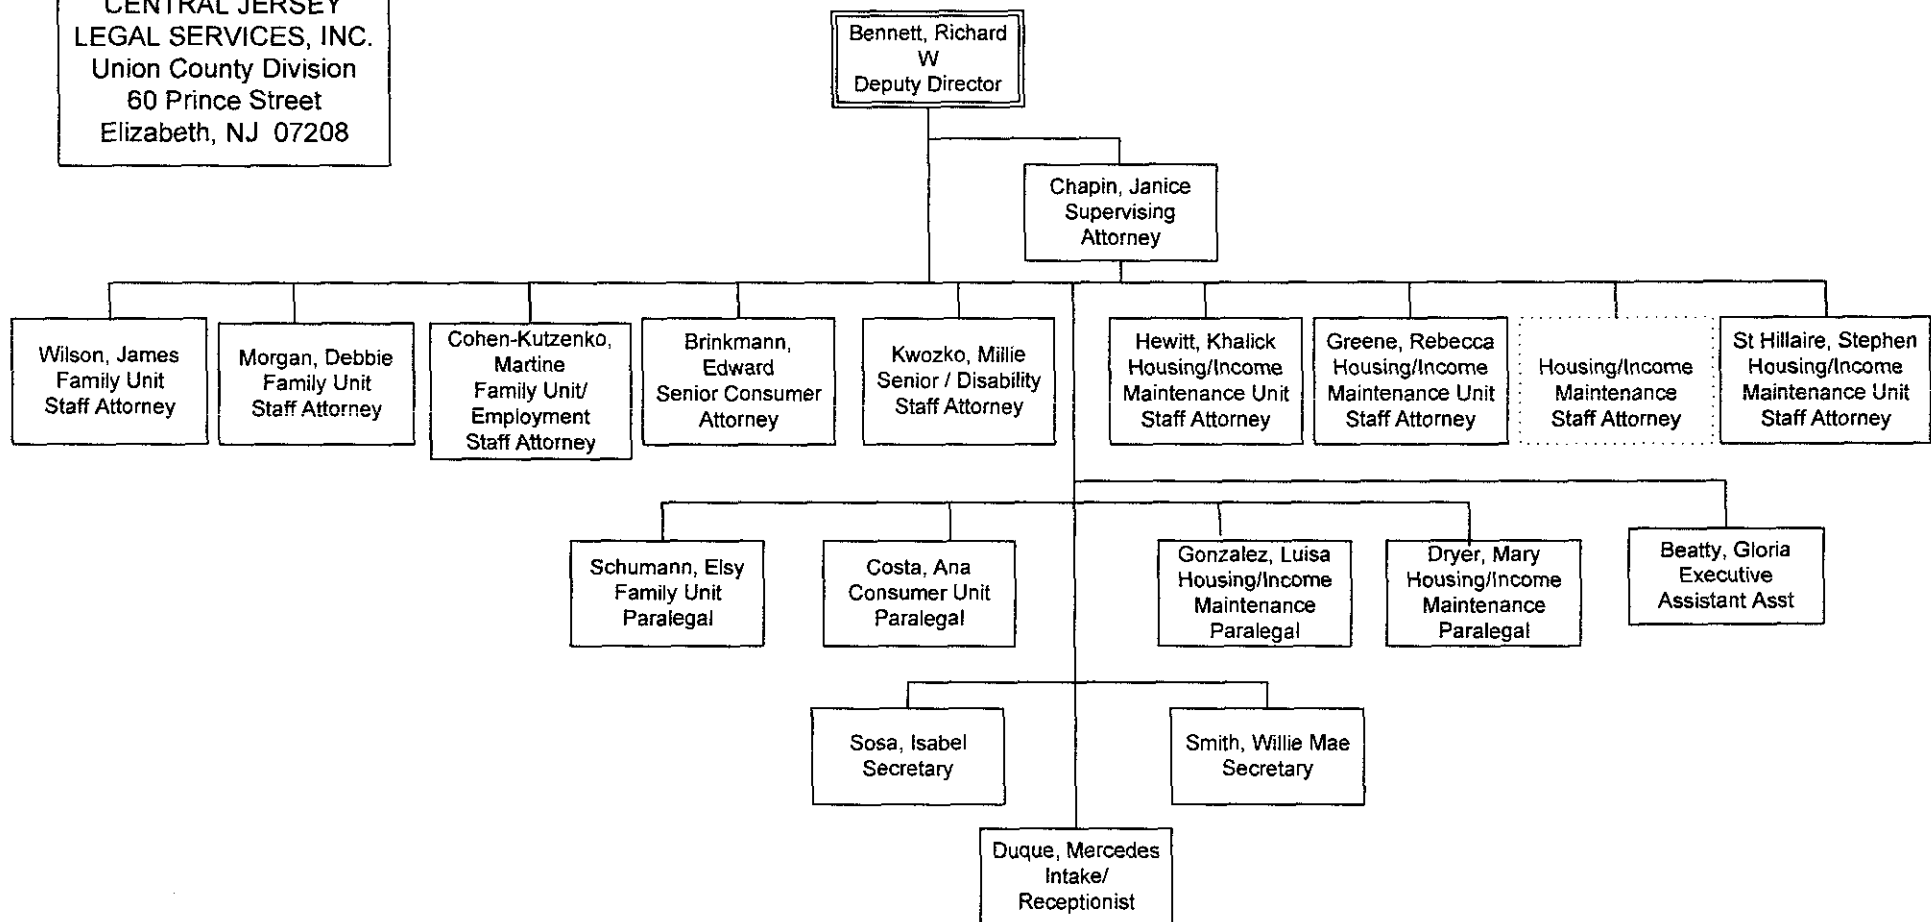 CENTRAL JERSEY
LEGAL SERVICES, INC.
Union County Division
60 Prince Street
Elizabeth, NJ 07208
Bennett, Richard
W
Deputy Director
Chapin, Janice
Supervising
Attorney
Wilson, James
Family Unit
Staff Attorney
Morgan, Debbie
Family Unit
Staff Attorney
Cohen-Kutzenko,
Martine
Family Unit/
Employment
Staff Attorney
Brinkmann,
Edward
Senior Consumer
Attorney
Kwozko, Millie
Senior / Disability
Staff Attorney
Hewitt, Khalick
Housing/Income
Maintenance Unit
Staff Attorney
Greene, Rebecca
Housing/Income
Maintenance Unit
Staff Attorney
Housing/Income
Maintenance
Staff Attorney
St Hillaire, Stephen
Housing/Income
Maintenance Unit
Staff Attorney
Schumann, Elsy
Family Unit
Paralegal
Costa, Ana
Consumer Unit
Paralegal
Gonzalez, Luisa
Housing/Income
Maintenance
Paralegal
Dryer, Mary
Housing/Income
Maintenance
Paralegal
Beatty, Gloria
Executive
Assistant Asst
Sosa, Isabel
Secretary
Smith, Willie Mae
Secretary
Duque, Mercedes
Intake/
Receptionist